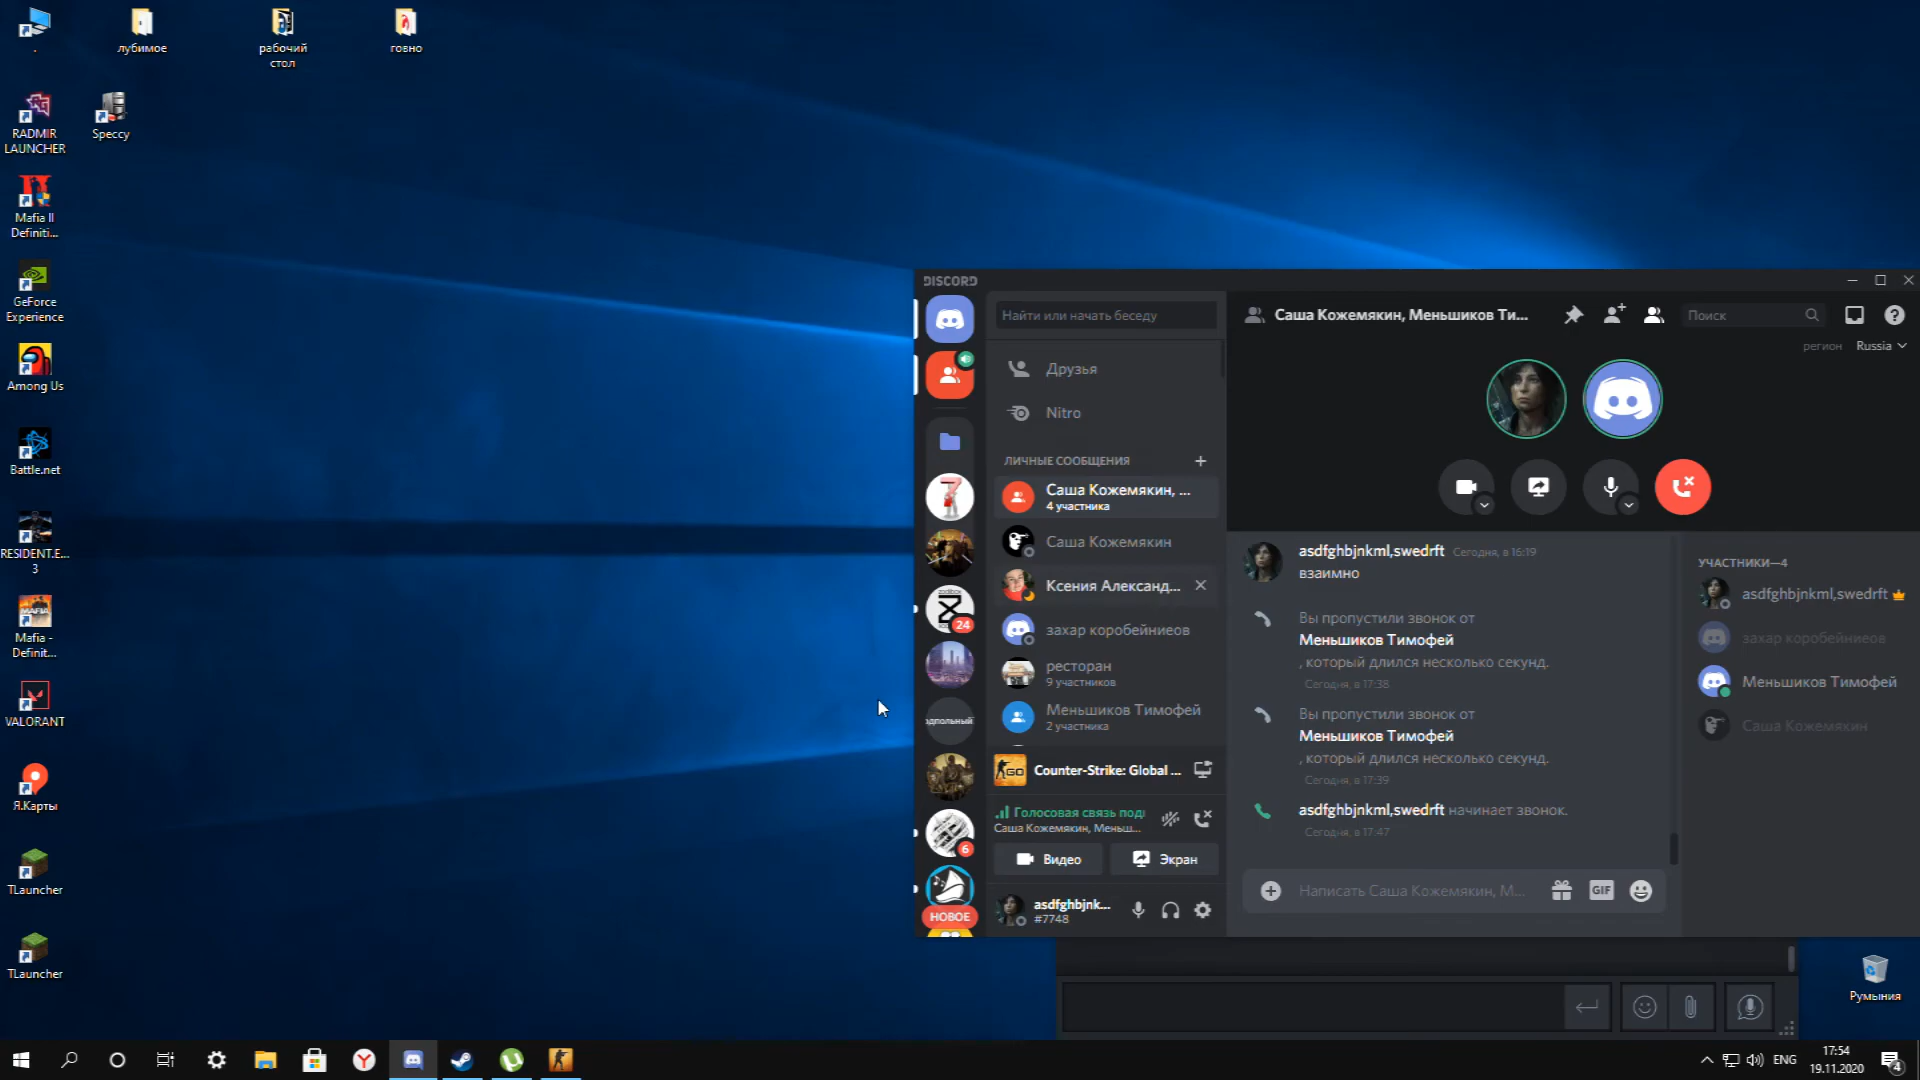 .
лубимое
рабочий
стол
говно
RADMIR
LAUNCHER
Speccy
Mafia II
Definiti...
GeForce
Experience
Among Us
Battle.net
RESIDENT.E...
3
Mafia -
Definit...
VALORANT
Я.Карты
TLauncher
TLauncher
DISCORD
Найти или начать беседу
Друзья
Nitro
ЛИЧНЫЕ СООБЩЕНИЯ
Саша Кожемякин, ...
4 участника
Саша Кожемякин
Ксения Александ...
захар коробейниеов
ресторан
9 участников
Меньшиков Тимофей
2 участника
24
6
НОВОЕ
Counter-Strike: Global ...
Голосовая связь под
Саша Кожемякин, Меньш...
Видео
Экран
asdfghbjnk...
#7748
Саша Кожемякин, Меньшиков Ти...
Поиск
регион
Russia
asdfghbjnkml,swedrft Сегодня, в 16:19
взаимно
Вы пропустили звонок от
Меньшиков Тимофей
, который длился несколько секунд.
Сегодня, в 17:38
Вы пропустили звонок от
Меньшиков Тимофей
, который длился несколько секунд.
Сегодня, в 17:39
asdfghbjnkml,swedrft начинает звонок.
Сегодня, в 17:47
Написать Саша Кожемякин, М...
GIF
УЧАСТНИКИ—4
asdfghbjnkml,swedrft
захар коробейниеов
Меньшиков Тимофей
Саша Кожемякин
Румыния
ENG
17:54
19.11.2020
4